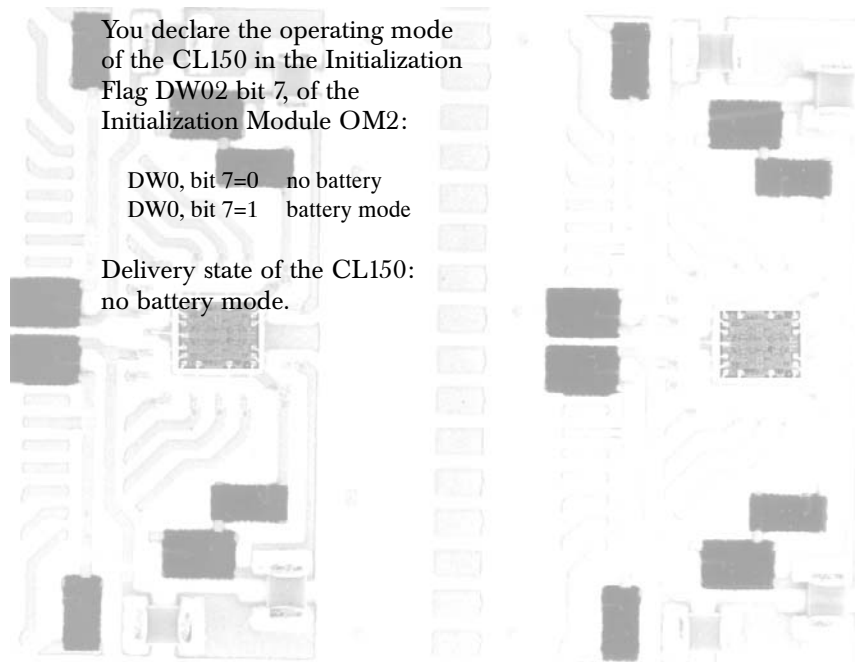 You declare the operating mode
of the CL150 in the Initialization
Flag DW02 bit 7, of the
Initialization Module OM2:
DW0, bit 7=0 no battery
DW0, bit 7=1 battery mode
Delivery state of the CL150:
no battery mode.